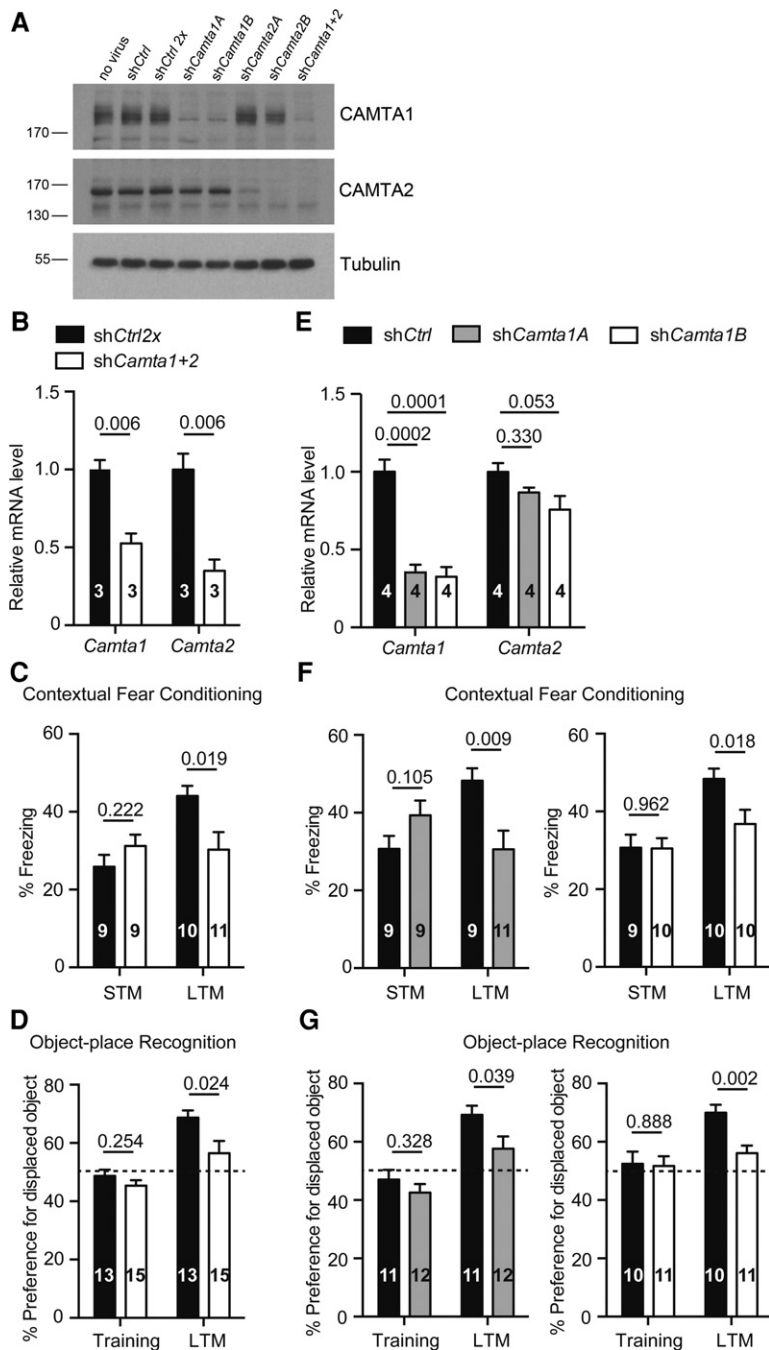 A
no virus
shCtrl
shCtrl 2x
shCamta1A
shCamta1B
shCamta2A
shCamta2B
shCamta1+2
170
CAMTA1
170
130
CAMTA2
55
Tubulin
B
shCtrl2x
shCamta1+2
Relative mRNA level
1.5
1.0
0.5
0
0.006
0.006
3
3
3
3
Camta1
Camta2
E
shCtrl
shCamta1A
shCamta1B
Relative mRNA level
1.5
1.0
0.5
1.0
0.0001
0.0002
0.053
0.330
4
4
4
4
4
4
Camta1
Camta2
C
Contextual Fear Conditioning
% Freezing
60
40
20
0
0.222
0.019
9
9
10
11
STM
LTM
F
Contextual Fear Conditioning
% Freezing
60
40
20
0
0.105
0.009
9
9
9
11
STM
LTM
% Freezing
60
40
20
0
0.962
0.018
9
10
10
10
STM
LTM
D
Object-place Recognition
% Preference for displaced object
80
60
40
20
0
0.254
0.024
13
15
13
15
Training
LTM
G
Object-place Recognition
% Preference for displaced object
80
60
40
20
0
0.328
0.039
11
12
11
12
Training
LTM
% Preference for displaced object
80
60
40
20
0
0.888
0.002
10
11
10
11
Training
LTM